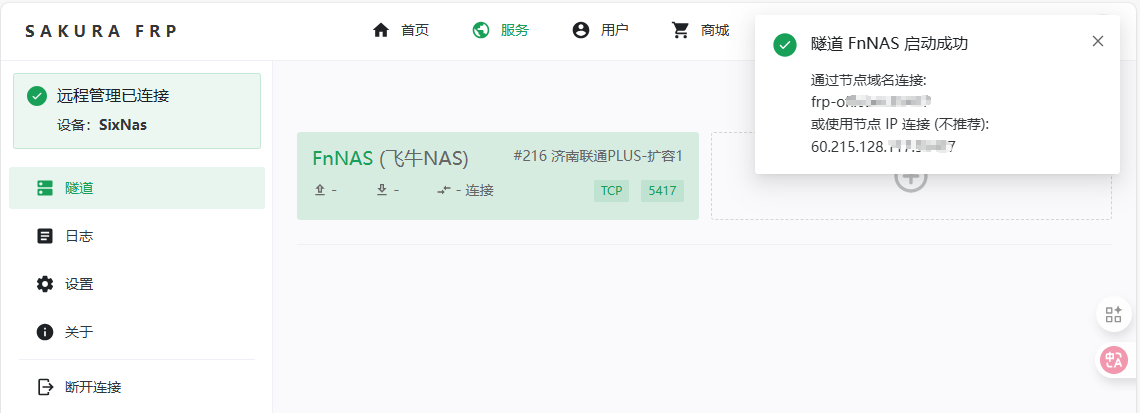 SAKURA FRP
首页
服务
用户
商城
远程管理已连接
设备：SixNas
隧道
日志
设置
关于
断开连接
FnNAS (飞牛NAS)
#216 济南联通PLUS-扩容1
-
-
- 连接
TCP
5417
隧道 FnNAS 启动成功
通过节点域名连接:
frp-o
或使用节点 IP 连接 (不推荐):
60.215.128.